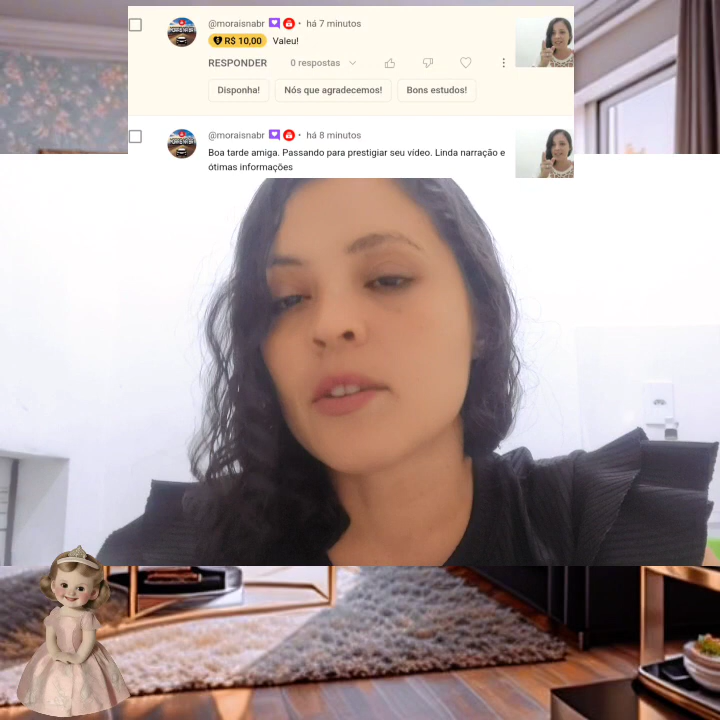 @moraisnabr • há 7 minutos
R$ 10,00 Valeu!
RESPONDER 0 respostas
Disponha! Nós que agradecemos! Bons estudos!
@moraisnabr • há 8 minutos
Boa tarde amiga. Passando para prestigiar seu vídeo. Linda narração e
ótimas informações